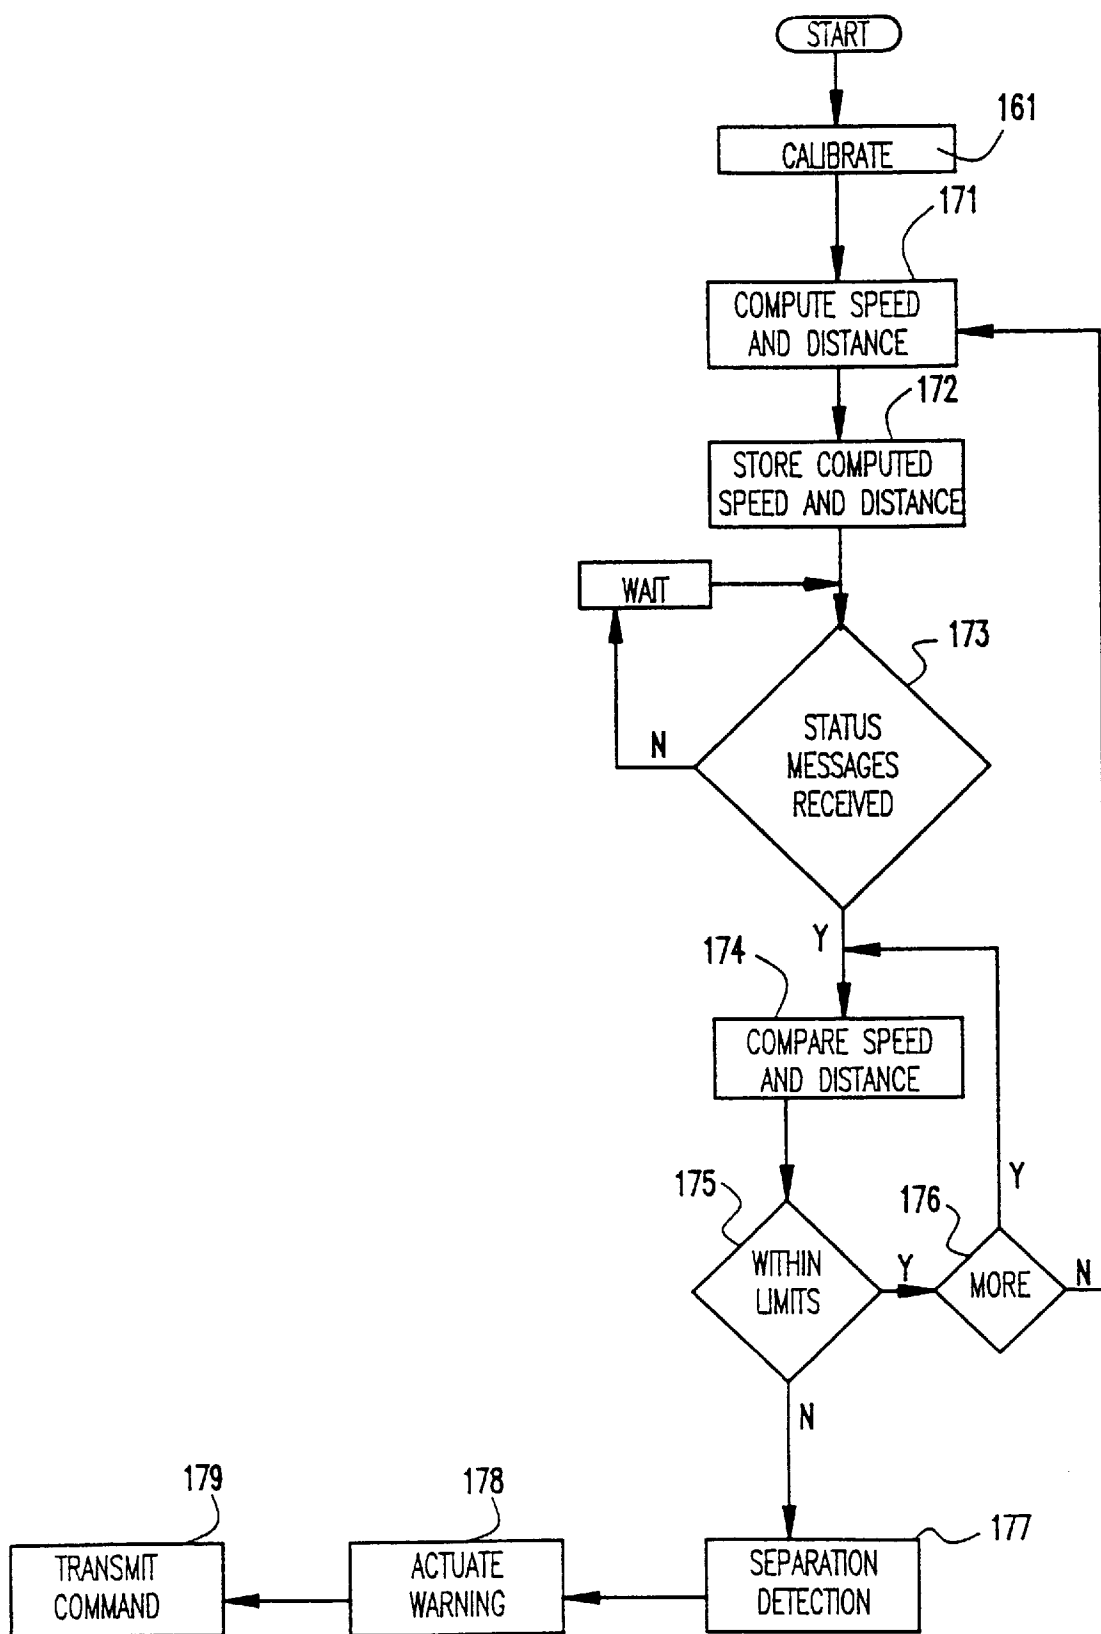 START
161
CALIBRATE
171
COMPUTE SPEED
AND DISTANCE
172
STORE COMPUTED
SPEED AND DISTANCE
WAIT
173
N
STATUS
MESSAGES
RECEIVED
Y
174
COMPARE SPEED
AND DISTANCE
175
WITHIN
LIMITS
Y
176
Y
MORE
N
N
177
SEPARATION
DETECTION
178
ACTUATE
WARNING
179
TRANSMIT
COMMAND